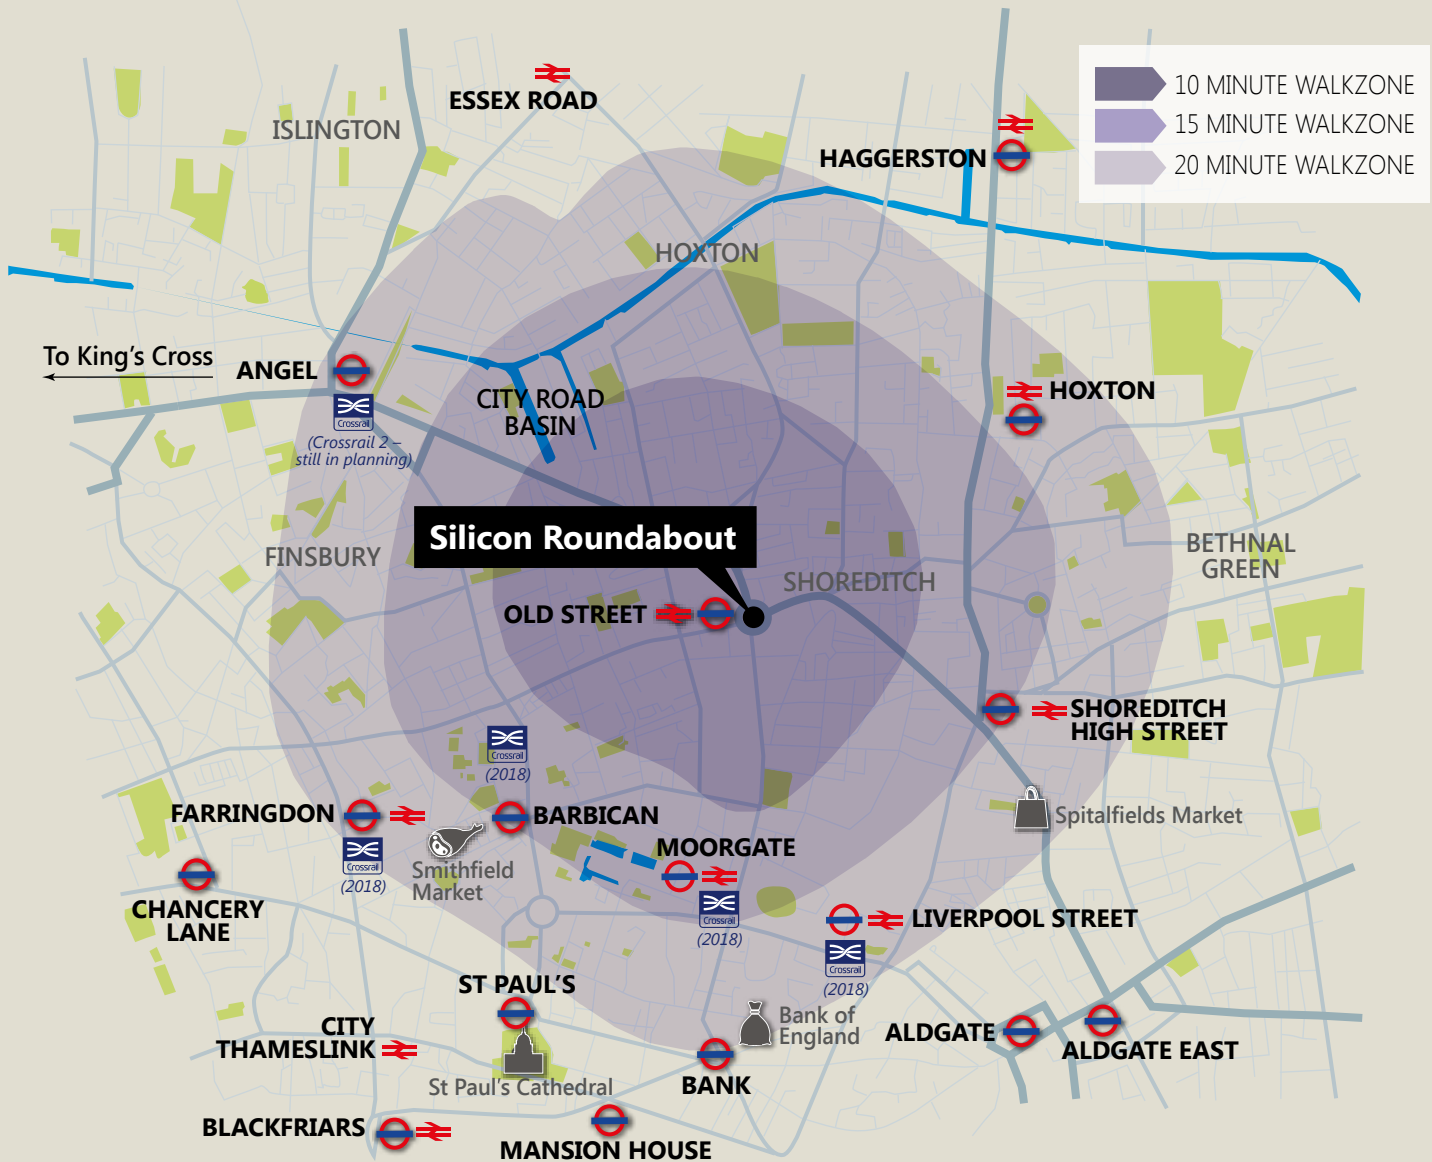 ESSEX ROAD
ISLINGTON
10 MINUTE WALKZONE
15 MINUTE WALKZONE
20 MINUTE WALKZONE
HAGGERSTON
HOXTON
To King's Cross
ANGEL
Crossrail
(Crossrail 2 –
still in planning)
CITY ROAD
BASIN
HOXTON
Silicon Roundabout
FINSBURY
BETHNAL
GREEN
SHOREDITCH
OLD STREET
SHOREDITCH
HIGH STREET
Crossrail
(2018)
FARRINGDON
Crossrail
(2018)
BARBICAN
Spitalfields Market
Smithfield
Market
MOORGATE
Crossrail
(2018)
CHANCERY
LANE
LIVERPOOL STREET
Crossrail
(2018)
ST PAUL'S
CITY
THAMESLINK
Bank of
England
ALDGATE
ALDGATE EAST
St Paul's Cathedral
BANK
BLACKFRIARS
MANSION HOUSE